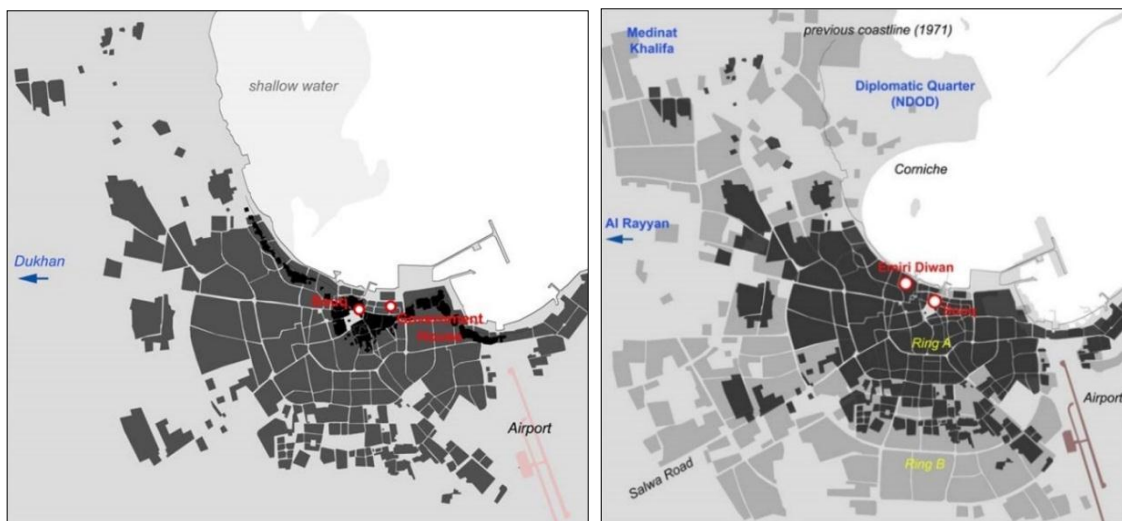 shallow water
Dukhan
Souq
Government
House
Airport
Medinat
Khalifa
previous coastline (1971)
Diplomatic Quarter
(NDOD)
Corniche
Al Rayyan
Emiri Diwan
Souq
Ring A
Airport
Ring B
Salwa Road